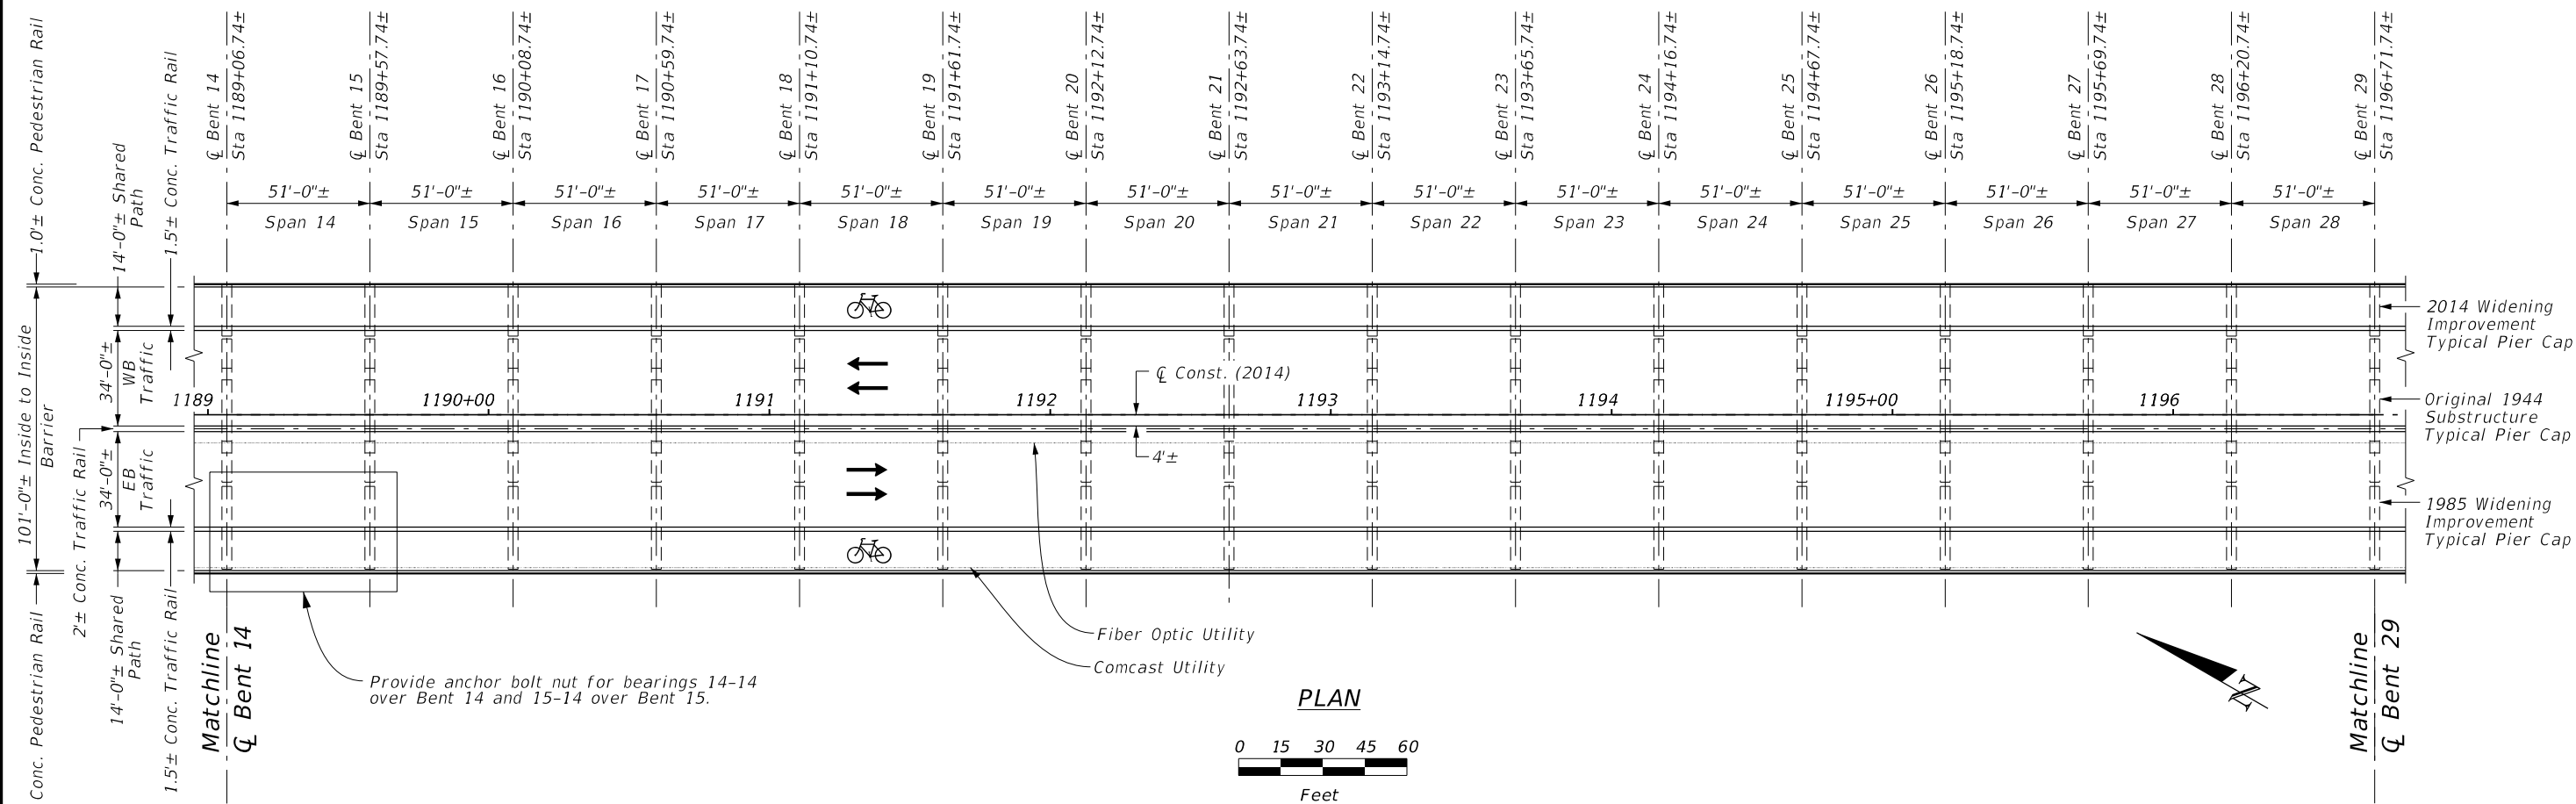 ℄ Bent 14
Sta 1189+06.74±
℄ Bent 15
Sta 1189+57.74±
℄ Bent 16
Sta 1190+08.74±
℄ Bent 17
Sta 1190+59.74±
℄ Bent 18
Sta 1191+10.74±
℄ Bent 19
Sta 1191+61.74±
℄ Bent 20
Sta 1192+12.74±
℄ Bent 21
Sta 1192+63.74±
℄ Bent 22
Sta 1193+14.74±
℄ Bent 23
Sta 1193+65.74±
℄ Bent 24
Sta 1194+16.74±
℄ Bent 25
Sta 1194+67.74±
℄ Bent 26
Sta 1195+18.74±
℄ Bent 27
Sta 1195+69.74±
℄ Bent 28
Sta 1196+20.74±
℄ Bent 29
Sta 1196+71.74±
1.0'± Conc. Pedestrian Rail
14'-0"± Shared
Path
1.5'± Conc. Traffic Rail
51'-0"± 51'-0"± 51'-0"± 51'-0"± 51'-0"± 51'-0"± 51'-0"± 51'-0"± 51'-0"± 51'-0"± 51'-0"± 51'-0"± 51'-0"± 51'-0"± 51'-0"±
Span 14 Span 15 Span 16 Span 17 Span 18 Span 19 Span 20 Span 21 Span 22 Span 23 Span 24 Span 25 Span 26 Span 27 Span 28
101'-0"± Inside to Inside
Barrier
34'-0"±
WB
Traffic
2'± Conc. Traffic Rail
34'-0"±
EB
Traffic
1189 1190+00 1191 1192 1193 1194 1195+00 1196
℄ Const. (2014)
4'±
2014 Widening
Improvement
Typical Pier Cap
Original 1944
Substructure
Typical Pier Cap
1985 Widening
Improvement
Typical Pier Cap
Conc. Pedestrian Rail
14'-0"± Shared
Path
1.5'± Conc. Traffic Rail
Matchline
℄ Bent 14
Provide anchor bolt nut for bearings 14-14
over Bent 14 and 15-14 over Bent 15.
Fiber Optic Utility
Comcast Utility
PLAN
0 15 30 45 60
Feet
N
Matchline
℄ Bent 29